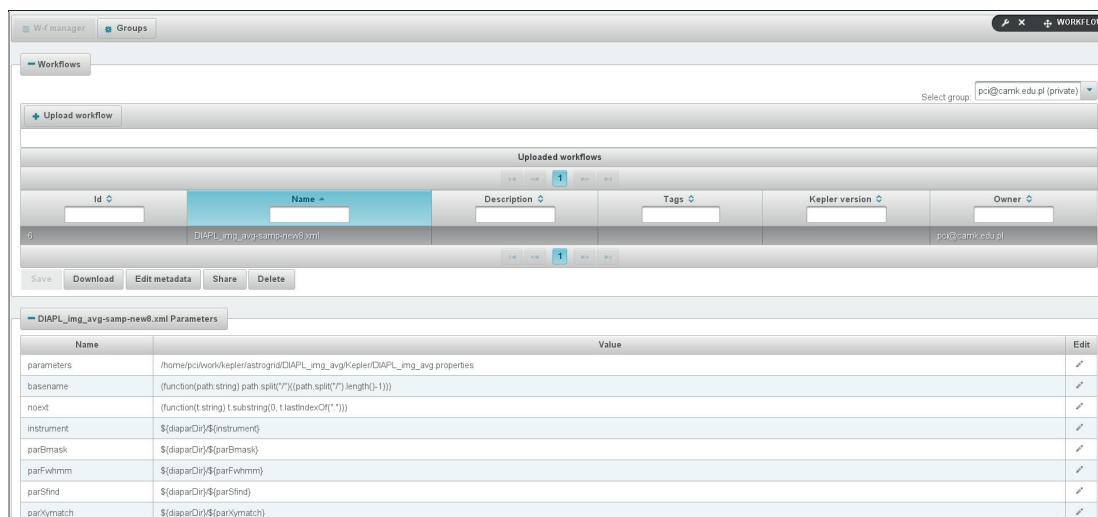 W-f manager Groups WORKFLO
Workflows
Select group: pci@camk.edu.pl (private)
Upload workflow
Uploaded workflows
1
Id Name Description Tags Kepler version Owner
6 DIAPL_img_avg-samp-new8.xml pci@camk.edu.pl
1
Save Download Edit metadata Share Delete
DIAPL_img_avg-samp-new8.xml Parameters
Name Value Edit
parameters /home/pci/work/kepler/astrogrid/DIAPL_img_avg/Kepler/DIAPL_img_avg.properties
basename (function(path:string) path.split("/")((path.split("/").length()-1)))
noext (function(t:string) t.substring(0, t.lastIndexOf(".")))
instrument ${diaparDir}/${instrument}
parBmask ${diaparDir}/${parBmask}
parFwhmm ${diaparDir}/${parFwhmm}
parSfind ${diaparDir}/${parSfind}
parXymatch ${diaparDir}/${parXymatch}